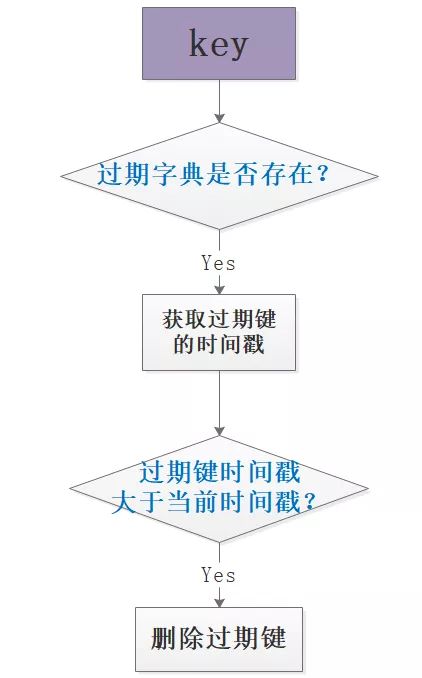 key
过期字典是否存在?
Yes
获取过期键
的时间戳
过期键时间戳
大于当前时间戳?
Yes
删除过期键